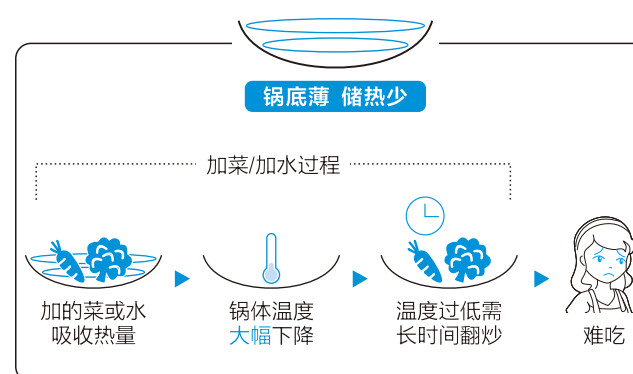 锅底薄 储热少
加菜/加水过程
加的菜或水
吸收热量
锅体温度
大幅下降
温度过低需
长时间翻炒
难吃